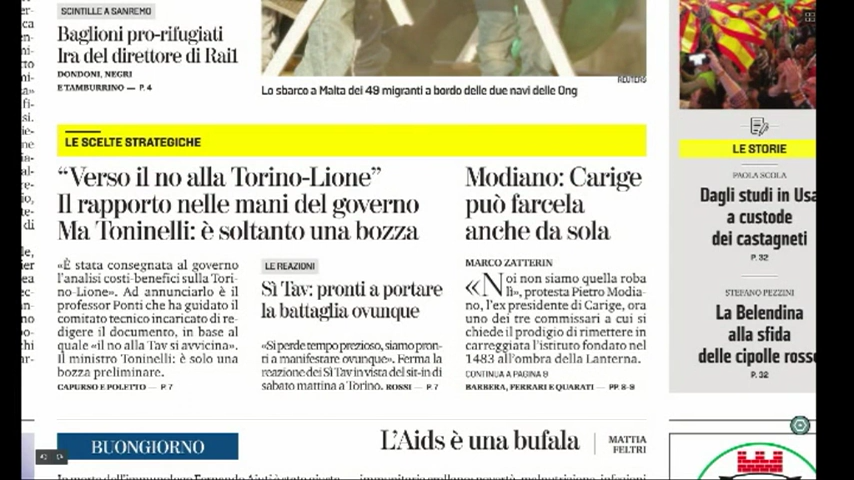 SCINTILLE A SANREMO
Baglioni pro-rifugiati
Ira del direttore di Rai1
DONDONI, NEGRI
E TAMBURRINO — P. 4
REUTERS
Lo sbarco a Malta dei 49 migranti a bordo delle due navi delle Ong
LE SCELTE STRATEGICHE
“Verso il no alla Torino-Lione”
Il rapporto nelle mani del governo
Ma Toninelli: è soltanto una bozza
«È stata consegnata al governo
l'analisi costi-benefici sulla Tori-
no-Lione». Ad annunciarlo è il
professor Ponti che ha guidato il
comitato tecnico incaricato di re-
digere il documento, in base al
quale «il no alla Tav si avvicina».
Il ministro Toninelli: è solo una
bozza preliminare.
CAPURSO E POLETTO — P. 7
LE REAZIONI
Sì Tav: pronti a portare
la battaglia ovunque
«Si perde tempo prezioso, siamo pron-
ti a manifestare ovunque». Ferma la
reazione dei Sì Tav in vista del sit-in di
sabato mattina a Torino. ROSSI — P. 7
Modiano: Carige
può farcela
anche da sola
MARCO ZATTERIN
«Noi non siamo quella roba
lì», protesta Pietro Modia-
no, l'ex presidente di Carige, ora
uno dei tre commissari a cui si
chiede il prodigio di rimettere in
carreggiata l'istituto fondato nel
1483 all'ombra della Lanterna.
CONTINUA A PAGINA 9
BARBERA, FERRARI E QUARATI — PP. 8-9
LE STORIE
PAOLA SCOLA
Dagli studi in Usa
a custode
dei castagneti
P. 32
STEFANO PEZZINI
La Belendina
alla sfida
delle cipolle rosse
P. 32
BUONGIORNO
L'Aids è una bufala
MATTIA
FELTRI